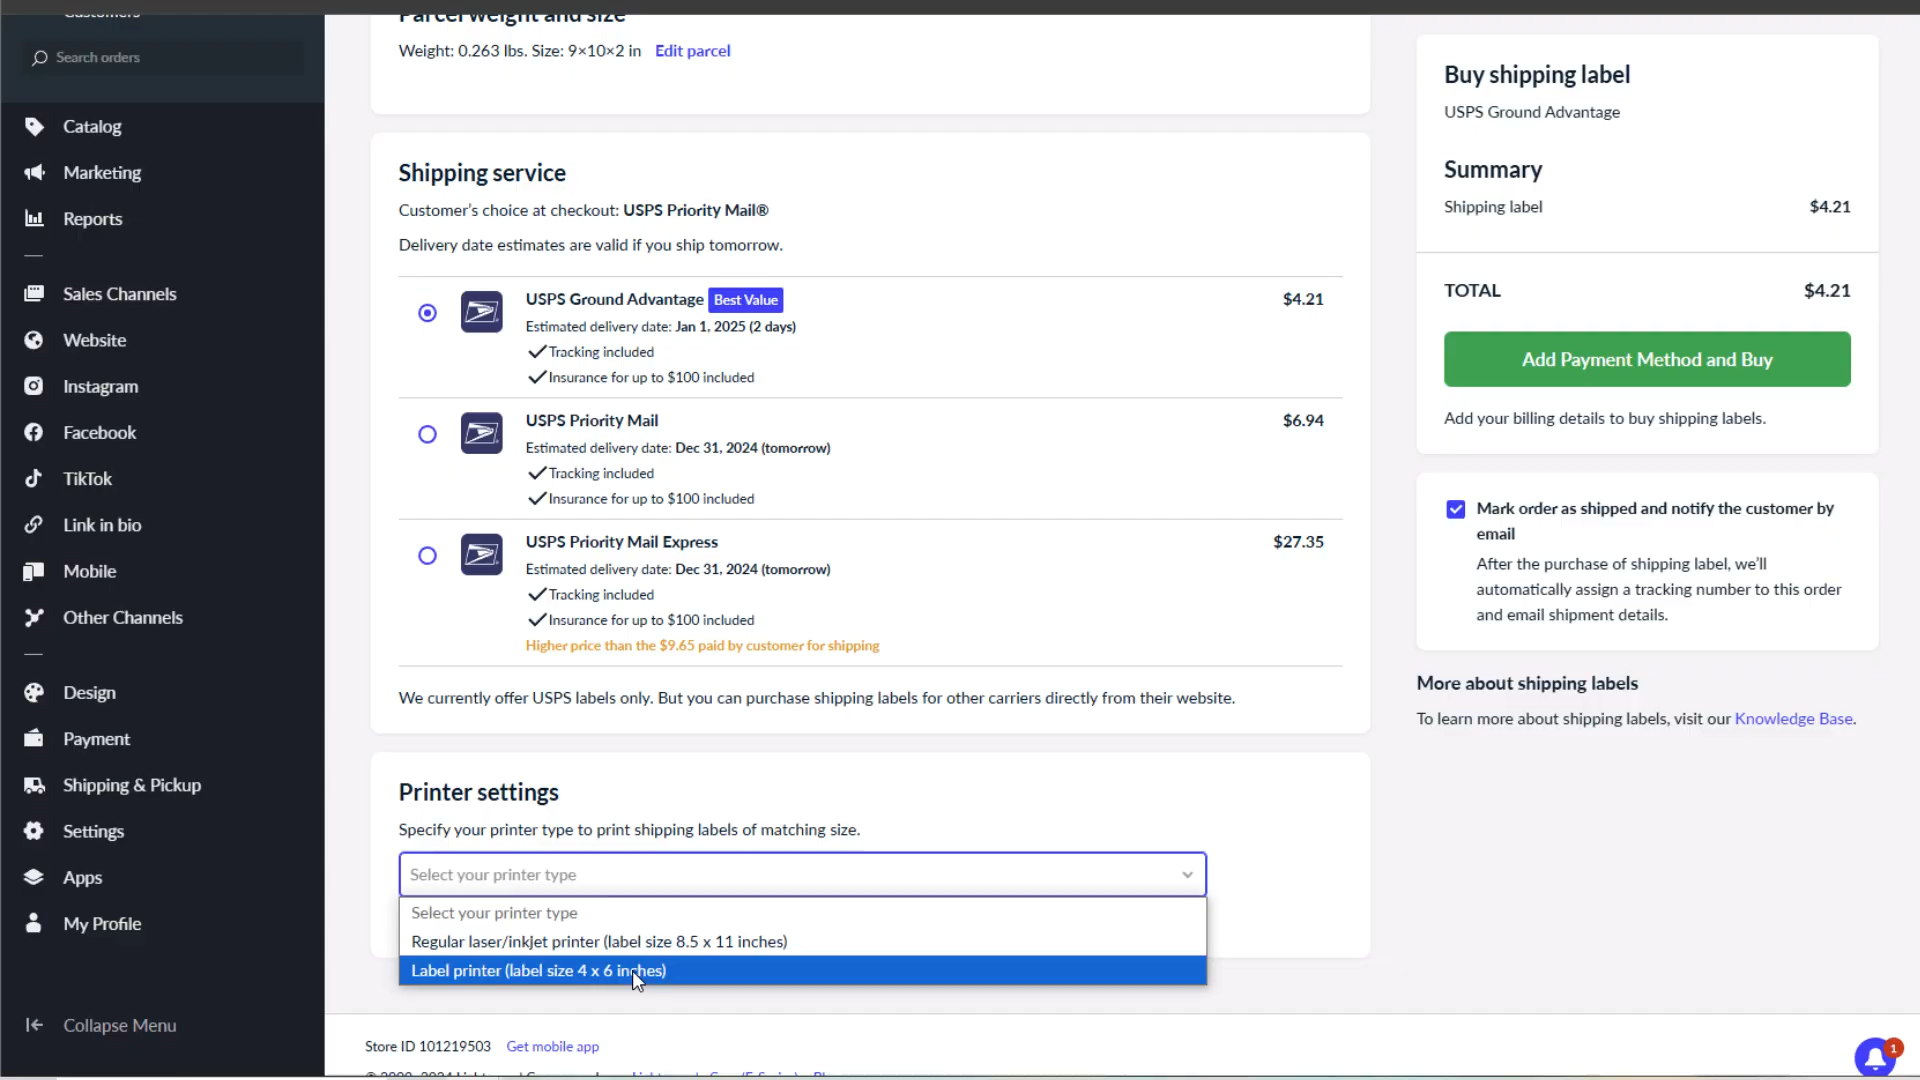 Customers
Search orders
Catalog
Marketing
Reports
Sales Channels
Website
Instagram
Facebook
TikTok
Link in bio
Mobile
Other Channels
Design
Payment
Shipping & Pickup
Settings
Apps
My Profile
Collapse Menu
Parcel weight and size
Weight: 0.263 lbs. Size: 9×10×2 in Edit parcel
Shipping service
Customer's choice at checkout: USPS Priority Mail®
Delivery date estimates are valid if you ship tomorrow.
USPS Ground Advantage Best Value $4.21
Estimated delivery date: Jan 1, 2025 (2 days)
Tracking included
Insurance for up to $100 included
USPS Priority Mail $6.94
Estimated delivery date: Dec 31, 2024 (tomorrow)
Tracking included
Insurance for up to $100 included
USPS Priority Mail Express $27.35
Estimated delivery date: Dec 31, 2024 (tomorrow)
Tracking included
Insurance for up to $100 included
Higher price than the $9.65 paid by customer for shipping
We currently offer USPS labels only. But you can purchase shipping labels for other carriers directly from their website.
Printer settings
Specify your printer type to print shipping labels of matching size.
Select your printer type
Select your printer type
Regular laser/inkjet printer (label size 8.5 x 11 inches)
Label printer (label size 4 x 6 inches)
Store ID 101219503 Get mobile app
Buy shipping label
USPS Ground Advantage
Summary
Shipping label $4.21
TOTAL $4.21
Add Payment Method and Buy
Add your billing details to buy shipping labels.
Mark order as shipped and notify the customer by
email
After the purchase of shipping label, we'll
automatically assign a tracking number to this order
and email shipment details.
More about shipping labels
To learn more about shipping labels, visit our Knowledge Base.
1